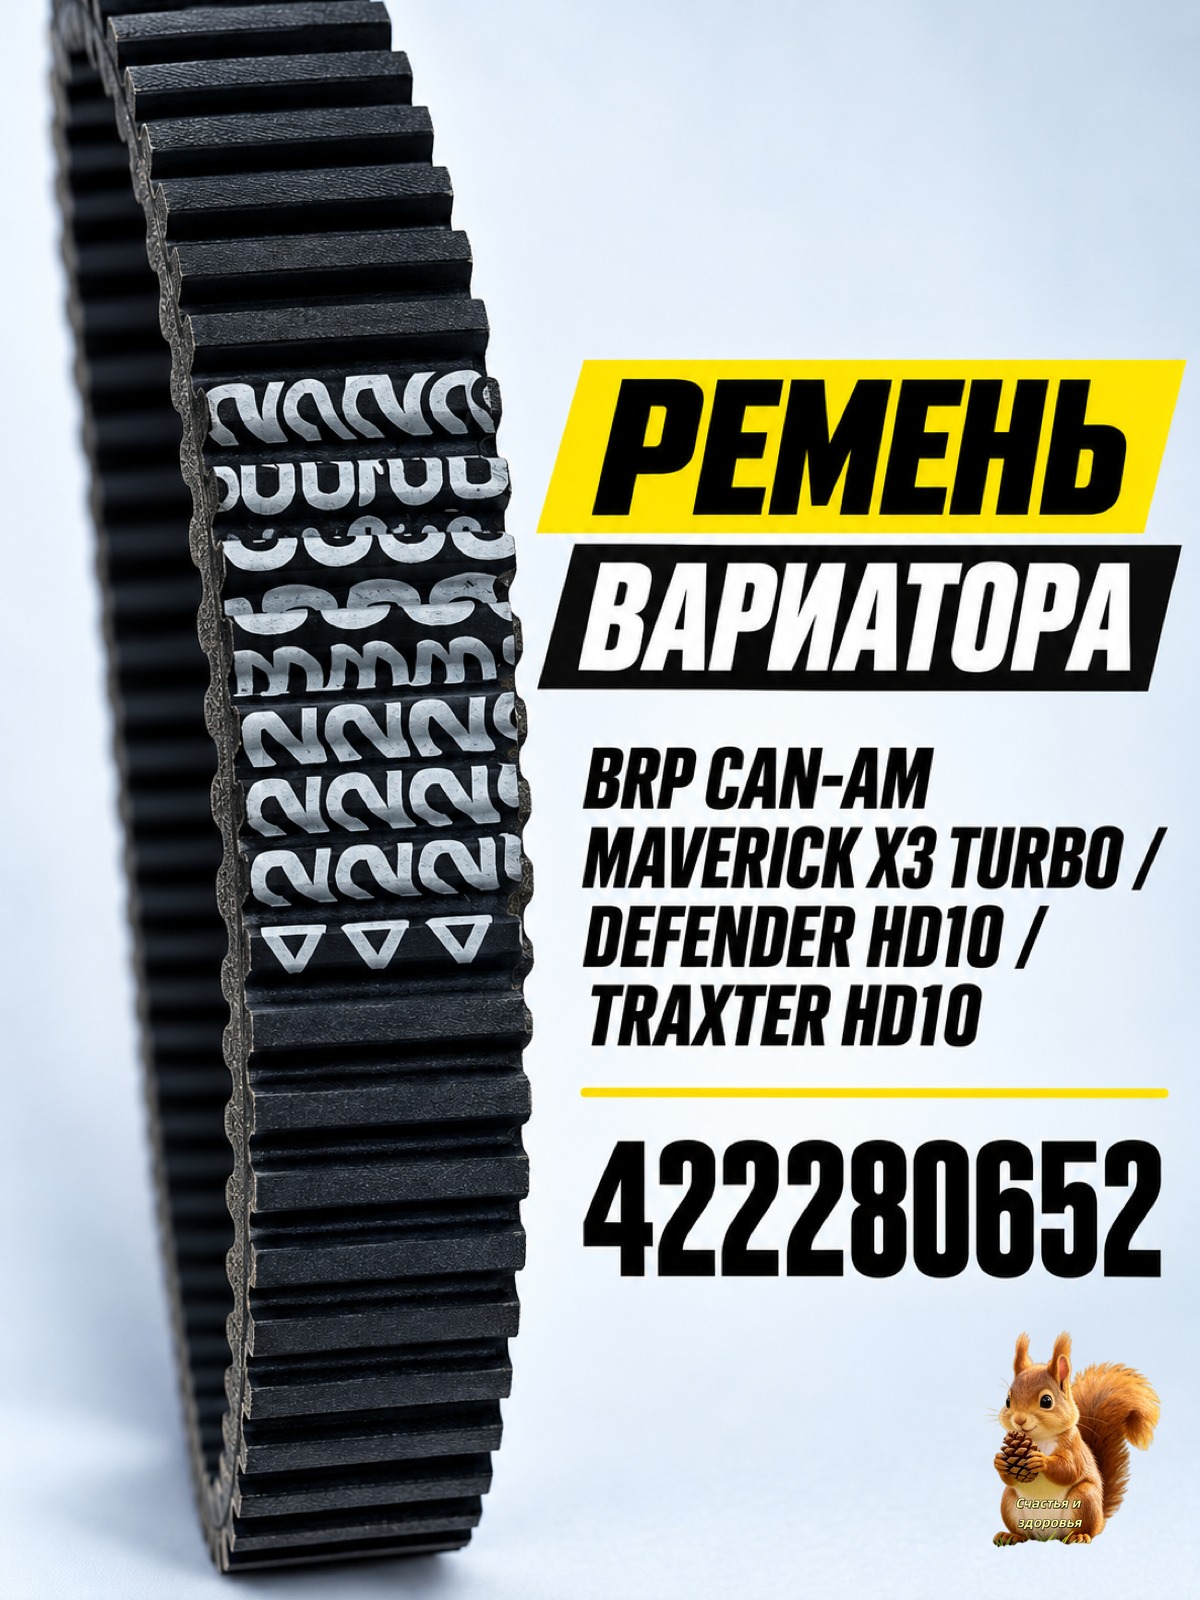 РЕМЕНЬ
ВАРИАТОРА
BRP CAN-AM
MAVERICK X3 TURBO /
DEFENDER HD10 /
TRAXTER HD10
422280652
Счастья и
здоровья